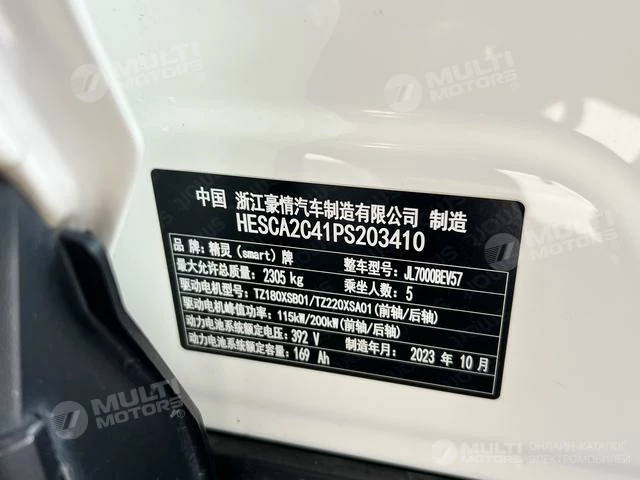 中国 浙江豪情汽车制造有限公司 制造
HESCA2C41PS203410
品牌：精灵（smart）牌 整车型号：JL7000BEV57
最大允许总质量：2305 kg 乘坐人数：5
驱动电机型号：TZ180XSB01/TZ220XSA01(前轴/后轴)
驱动电机峰值功率：115kW/200kW(前轴/后轴)
动力电池系统额定电压：392 V 制造年月：2023 年 10 月
动力电池系统额定容量：169 Ah
MULTI MOTORS®
MULTI MOTORS®
MULTI MOTORS®
MULTI MOTORS®
MULTI MOTORS ОНЛАЙН-КАТАЛОГ ЭЛЕКТРОМОБИЛЕЙ